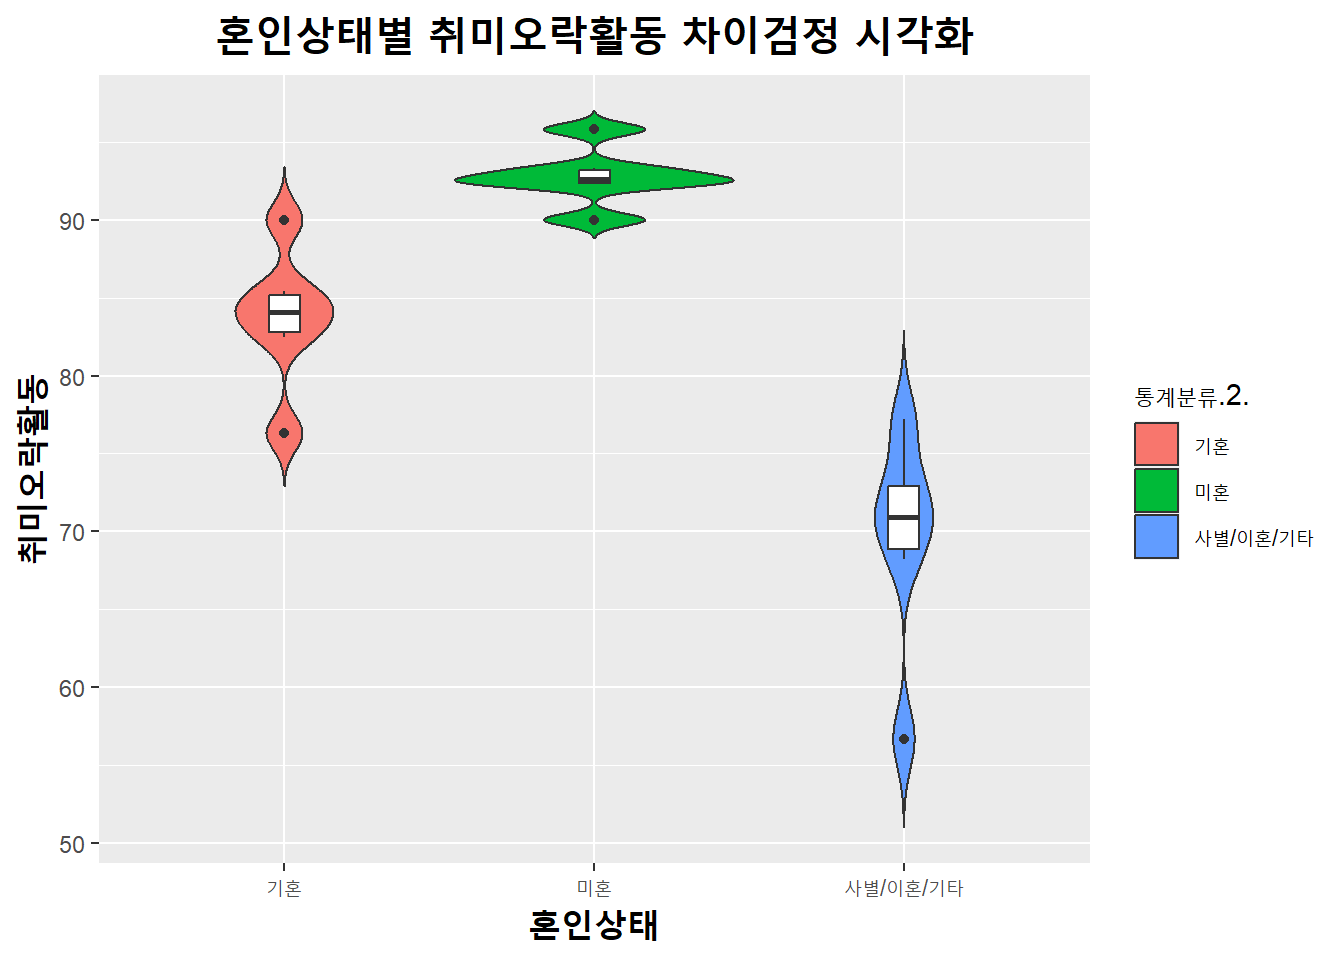 혼인상태별 취미오락활동 차이검정 시각화
취미오락활동
90
80
70
60
50
기혼
미혼
사별/이혼/기타
혼인상태
통계분류.2.
기혼
미혼
사별/이혼/기타